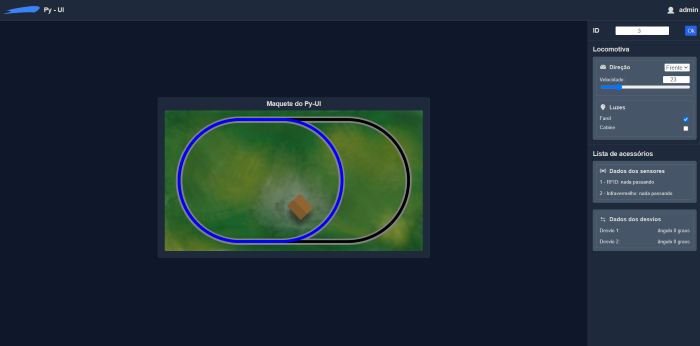 Py - UI
admin
ID 3 Ok
Locomotiva
Direção Frente
Velocidade: 23
Luzes
Farol
Cabine
Maquete do Py-UI
Lista de acessórios
Dados dos sensores
1 - RFID: nada passando
2 - Infravermelho: nada passando
Dados dos desvios
Desvio 1: ângulo 0 graus
Desvio 2: ângulo 0 graus